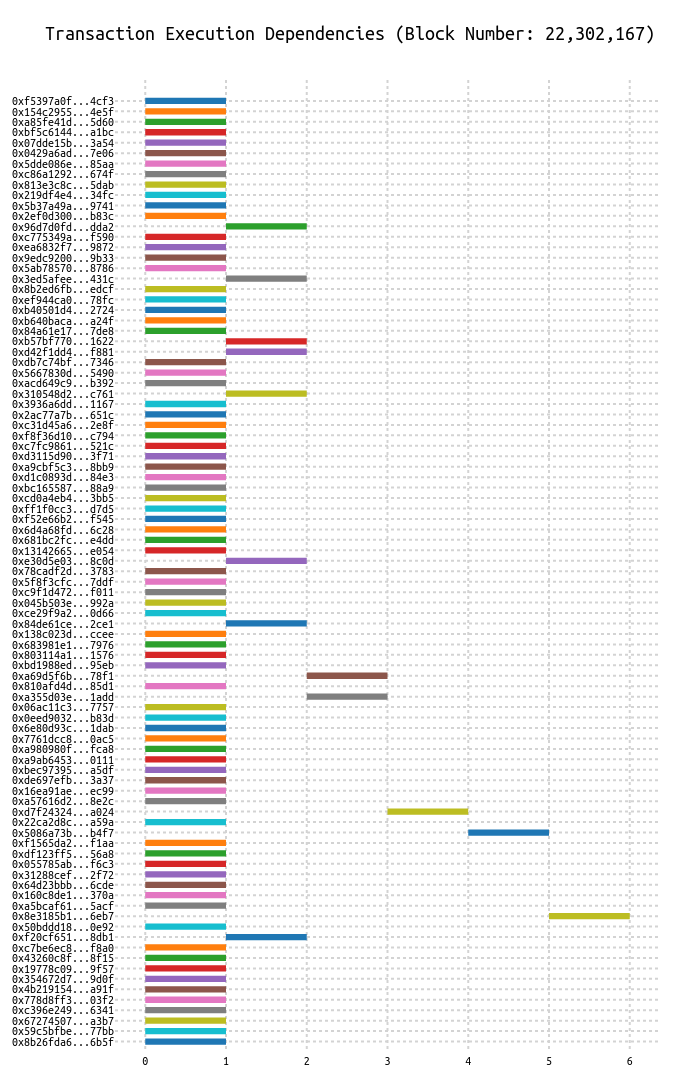 Transaction Execution Dependencies (Block Number: 22,302,167)
0xf5397a0f...4cf3
0x154c2955...4e5f
0xa85fe41d...5d60
0xbf5c6144...a1bc
0x07dde15b...3a54
0x0429a6ad...7e06
0x5dde086e...85aa
0xc86a1292...674f
0x813e3c8c...5dab
0x219df4e4...34fc
0x5b37a49a...9741
0x2ef0d300...b83c
0x96d7d0fd...dda2
0xc775349a...f590
0xea6832f7...9872
0x9edc9200...9b33
0x5ab78570...8786
0x3ed5afee...431c
0x8b2ed6fb...edcf
0xef944ca0...78fc
0xb40501d4...2724
0xb640baca...a24f
0x84a61e17...7de8
0xb57bf770...1622
0xd42f1dd4...f881
0xdb7c74bf...7346
0x5667830d...5490
0xacd649c9...b392
0x310548d2...c761
0x3936a6dd...1167
0x2ac77a7b...651c
0xc31d45a6...2e8f
0xf8f36d10...c794
0xc7fc9861...521c
0xd3115d90...3f71
0xa9cbf5c3...8bb9
0xd1c0893d...84e3
0xbc165587...88a9
0xcd0a4eb4...3bb5
0xff1f0cc3...d7d5
0xf52e66b2...f545
0x6d4a68fd...6c28
0x681bc2fc...e4dd
0x13142665...e054
0xe30d5e03...8c0d
0x78cadf2d...3783
0x5f8f3cfc...7ddf
0xc9f1d472...f011
0x045b503e...992a
0xce29f9a2...0d66
0x84de61ce...2ce1
0x138c023d...ccee
0x683981e1...7976
0x803114a1...1576
0xbd1988ed...95eb
0xa69d5f6b...78f1
0x810afd4d...85d1
0xa355d03e...1add
0x06ac11c3...7757
0x0eed9032...b83d
0x6e80d93c...1dab
0x7761dcc8...0ac5
0xa980980f...fca8
0xa9ab6453...0111
0xbec97395...a5df
0xde697efb...3a37
0x16ea91ae...ec99
0xa57616d2...8e2c
0xd7f24324...a024
0x22ca2d8c...a59a
0x5086a73b...b4f7
0xf1565da2...f1aa
0xdf123ff5...56a8
0x055785ab...f6c3
0x31288cef...2f72
0x64d23bbb...6cde
0x160c8de1...370a
0xa5bcaf61...5acf
0x8e3185b1...6eb7
0x50bddd18...0e92
0xf20cf651...8db1
0xc7be6ec8...f8a0
0x43260c8f...8f15
0x19778c09...9f57
0x354672d7...9d0f
0x4b219154...a91f
0x778d8ff3...03f2
0xc396e249...6341
0x67274507...a3b7
0x59c5bfbe...77bb
0x8b26fda6...6b5f
0 1 2 3 4 5 6